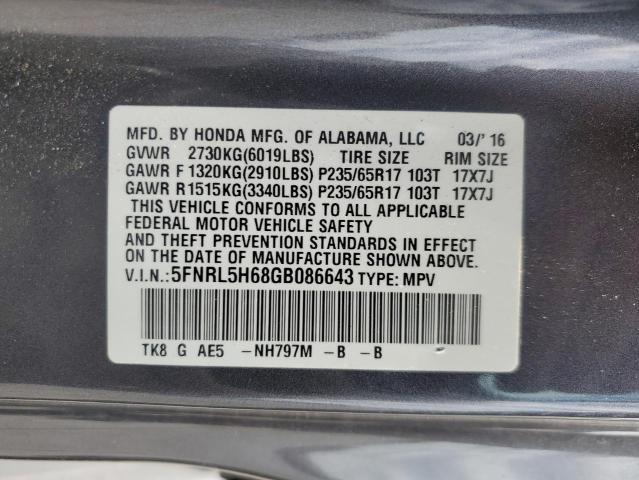 MFD. BY HONDA MFG. OF ALABAMA, LLC 03/'16
GVWR 2730KG(6019LBS) TIRE SIZE RIM SIZE
GAWR F 1320KG(2910LBS) P235/65R17 103T 17X7J
GAWR R 1515KG(3340LBS) P235/65R17 103T 17X7J
THIS VEHICLE CONFORMS TO ALL APPLICABLE
FEDERAL MOTOR VEHICLE SAFETY
AND THEFT PREVENTION STANDARDS IN EFFECT
ON THE DATE OF MANUFACTURE SHOWN ABOVE.
V.I.N.:5FNRL5H68GB086643 TYPE: MPV
TK8 G AE5 -NH797M -B -B